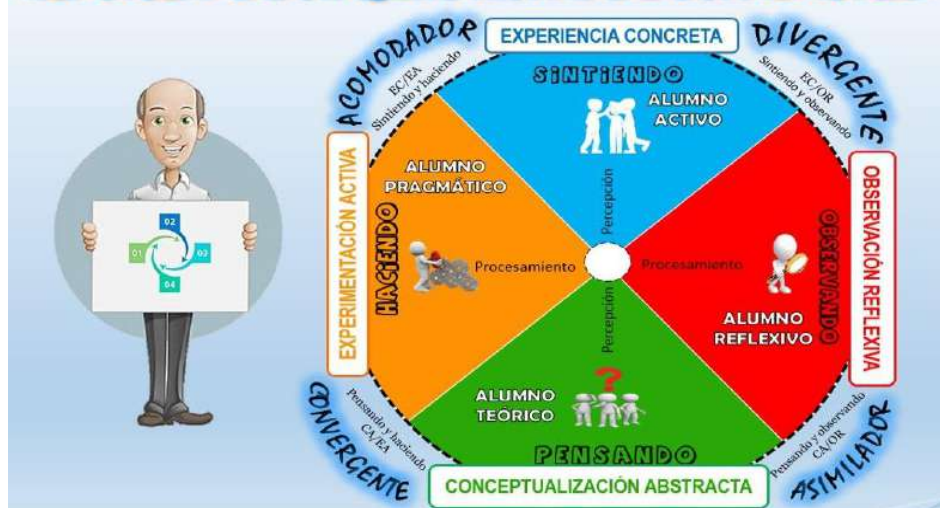 ACOMODADOR
EC/EA
Sintiendo y haciendo
EXPERIENCIA CONCRETA
DIVERGENTE
EC/OR
Sintiendo y observando
SINTIENDO
ALUMNO
ACTIVO
Percepción
EXPERIMENTACIÓN ACTIVA
HACIENDO
ALUMNO
PRAGMÁTICO
Procesamiento
Procesamiento
ALUMNO
REFLEXIVO
OBSERVANDO
OBSERVACIÓN REFLEXIVA
02
01
03
04
Percepción
ALUMNO
TEÓRICO
?
PENSANDO
CONVERGENTE
Pensando y haciendo
CA/EA
CONCEPTUALIZACIÓN ABSTRACTA
Pensando y observando
CA/OR
ASIMILADOR